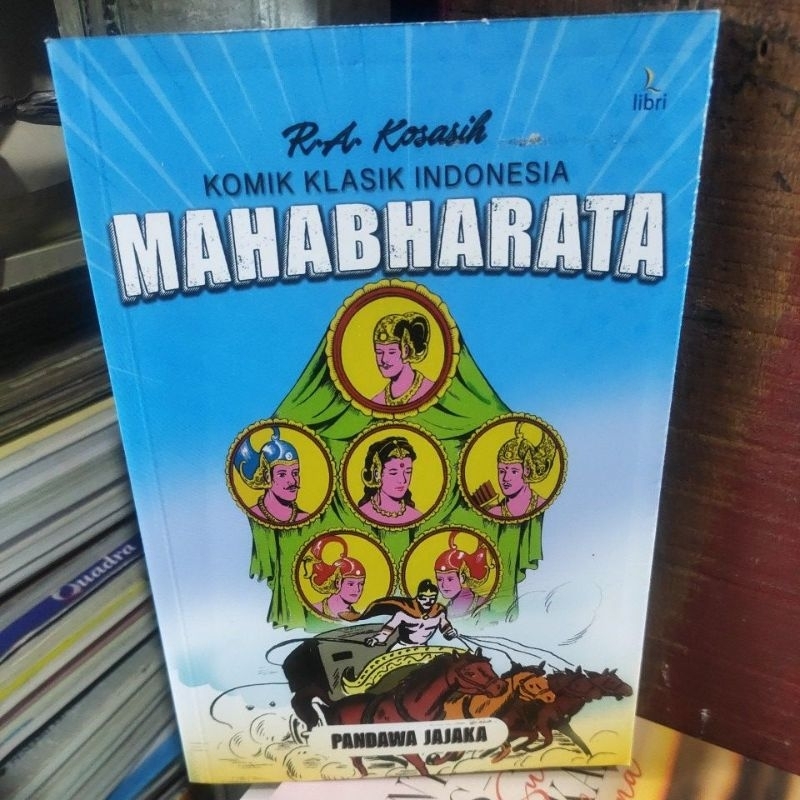 libri
R.A. Kosasih
KOMIK KLASIK INDONESIA
MAHABHARATA
Quadra
PANDAWA JAJAKA